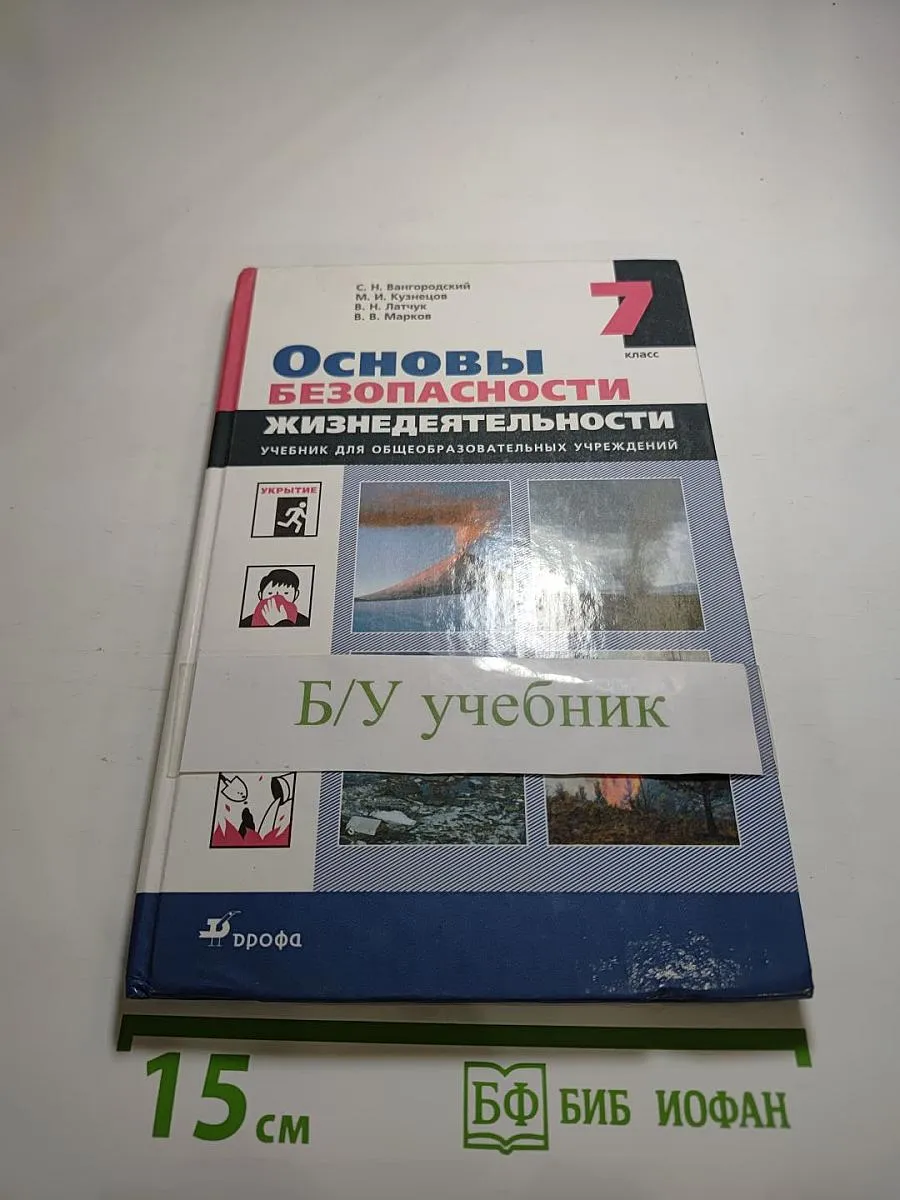 С. Н. Вангородский
М. И. Кузнецов
В. Н. Латчук
В. В. Марков
7
класс
Основы
безопасности
жизнедеятельности
УЧЕБНИК ДЛЯ ОБЩЕОБРАЗОВАТЕЛЬНЫХ УЧРЕЖДЕНИЙ
УКРЫТИЕ
Б/У учебник
дрофа
15 см
БФ БИБ ИОФАН